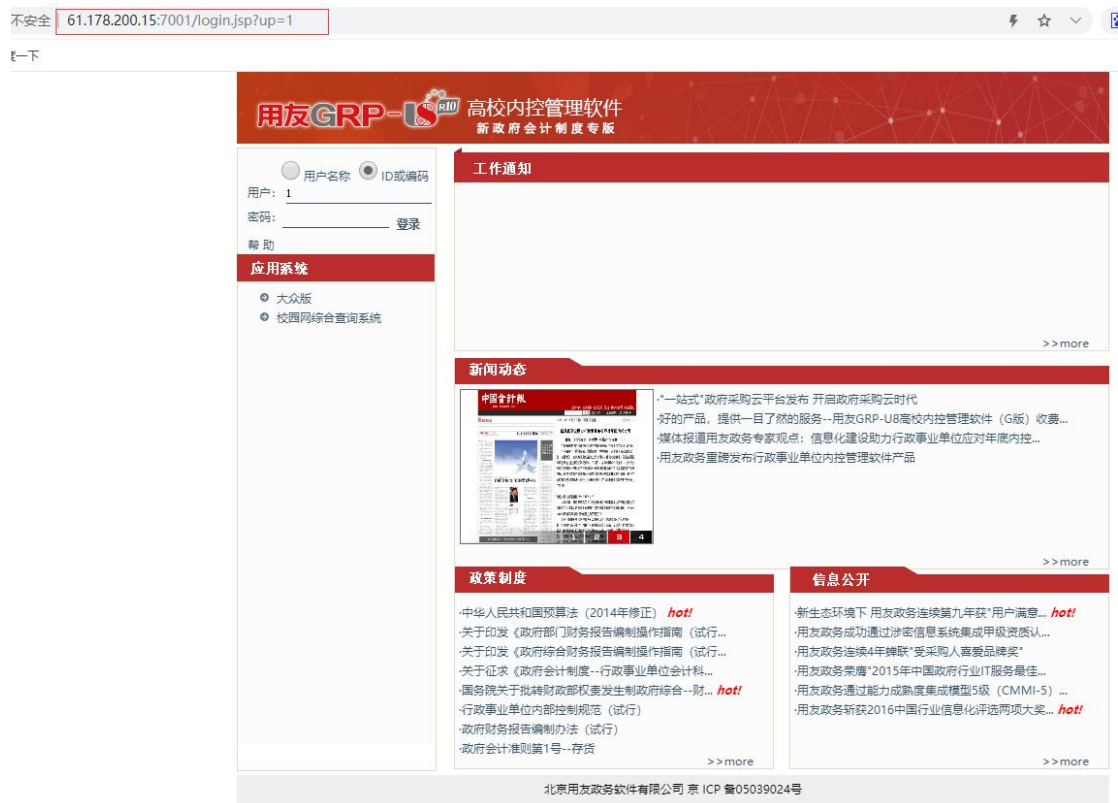 不安全 61.178.200.15:7001/login.jsp?up=1
一下
用友GRP-U8 R10 高校内控管理软件
新政府会计制度专版
用户名称 ID或编码
用户: 1
密码: 登录
帮 助
应用系统
大众版
校园网综合查询系统
工作通知
>>more
新闻动态
中国会计报
4
·"一站式"政府采购云平台发布 开启政府采购云时代
·好的产品，提供一目了然的服务--用友GRP-U8高校内控管理软件（G版）收费...
·媒体报道用友政务专家观点：信息化建设助力行政事业单位应对年底内控...
·用友政务重磅发布行政事业单位内控管理软件产品
>>more
政策制度
·中华人民共和国预算法（2014年修正） hot!
·关于印发《政府部门财务报告编制操作指南（试行...
·关于印发《政府综合财务报告编制操作指南（试行...
·关于征求《政府会计制度--行政事业单位会计科...
·国务院关于批转财政部权责发生制政府综合--财... hot!
·行政事业单位内部控制规范（试行）
·政府财务报告编制办法（试行）
·政府会计准则第1号--存货
>>more
信息公开
·新生态环境下 用友政务连续第九年获"用户满意... hot!
·用友政务成功通过涉密信息系统集成甲级资质认...
·用友政务连续4年蝉联"受采购人喜爱品牌奖"
·用友政务荣膺"2015年中国政府行业IT服务最佳...
·用友政务通过能力成熟度集成模型5级（CMMI-5）...
·用友政务斩获2016中国行业信息化评选两项大奖... hot!
>>more
北京用友政务软件有限公司 京 ICP 备05039024号